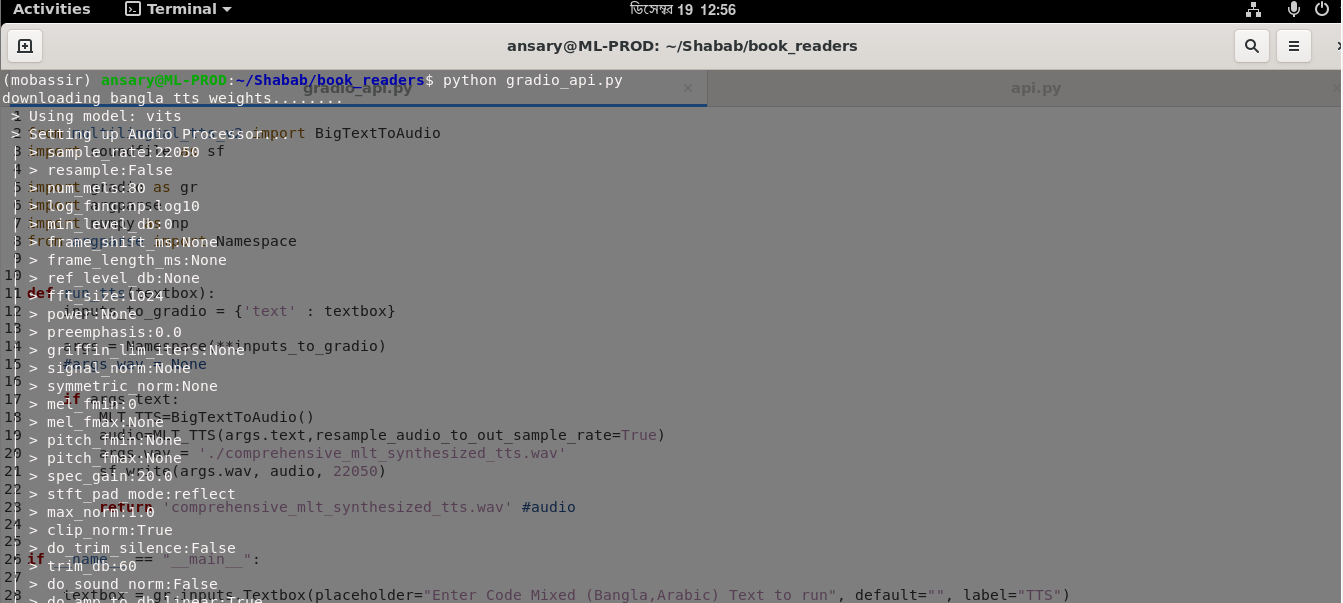 Activities Terminal ডিসেম্বর 19 12:56
ansary@ML-PROD: ~/Shabab/book_readers
(mobassir) ansary@ML-PROD:~/Shabab/book_readers$ python gradio_api.py
gradio_api.py × api.py
downloading bangla tts weights........
> Using model: vits
> Setting up Audio Processor...
| > sample_rate:22050
| > resample:False
| > num_mels:80
| > log_func:np.log10
| > min_level_db:0
| > frame_shift_ms:None
| > frame_length_ms:None
| > ref_level_db:None
| > fft_size:1024
| > power:None
| > preemphasis:0.0
| > griffin_lim_iters:None
| > signal_norm:None
| > symmetric_norm:None
| > mel_fmin:0
| > mel_fmax:None
| > pitch_fmin:None
| > pitch_fmax:None
| > spec_gain:20.0
| > stft_pad_mode:reflect
| > max_norm:1.0
| > clip_norm:True
| > do_trim_silence:False
| > trim_db:60
| > do_sound_norm:False
| > do_amp_to_db_linear:True
1
2 import BigTextToAudio
3 import soundfile as sf
4
5 import gradio as gr
6 import argparse
7 import numpy as np
8 from argparse import Namespace
9
10
11 def run_tts(textbox):
12 inputs_to_gradio = {'text' : textbox}
13
14 args = Namespace(**inputs_to_gradio)
15 #args.wav = None
16
17 if args.text:
18 MLT_TTS=BigTextToAudio()
19 audio=MLT_TTS(args.text,resample_audio_to_out_sample_rate=True)
20 args.wav = './comprehensive_mlt_synthesized_tts.wav'
21 sf.write(args.wav, audio, 22050)
22
23 return 'comprehensive_mlt_synthesized_tts.wav' #audio
24
25
26 if __name__ == "__main__":
27
28 textbox = gr.inputs.Textbox(placeholder="Enter Code Mixed (Bangla,Arabic) Text to run", default="", label="TTS")